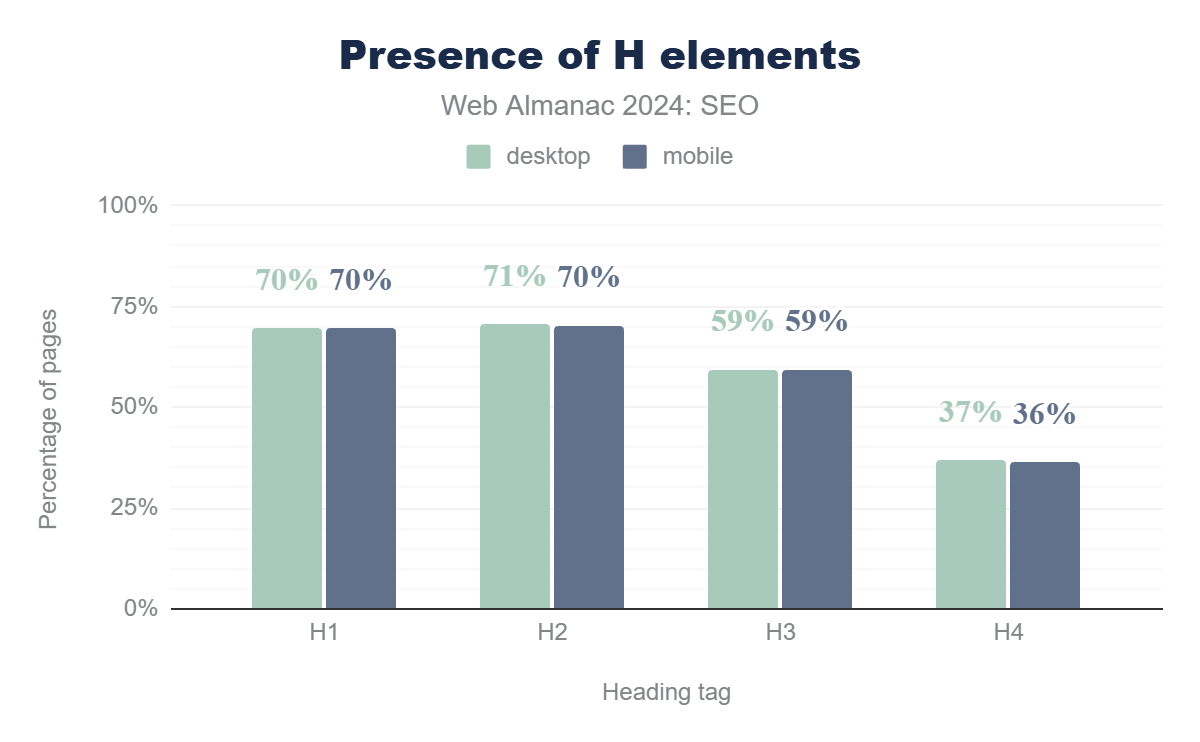 Presence of H elements
Web Almanac 2024: SEO
desktop mobile
100%
75%
50%
25%
0%
Percentage of pages
70% 70%
71% 70%
59% 59%
37% 36%
H1 H2 H3 H4
Heading tag